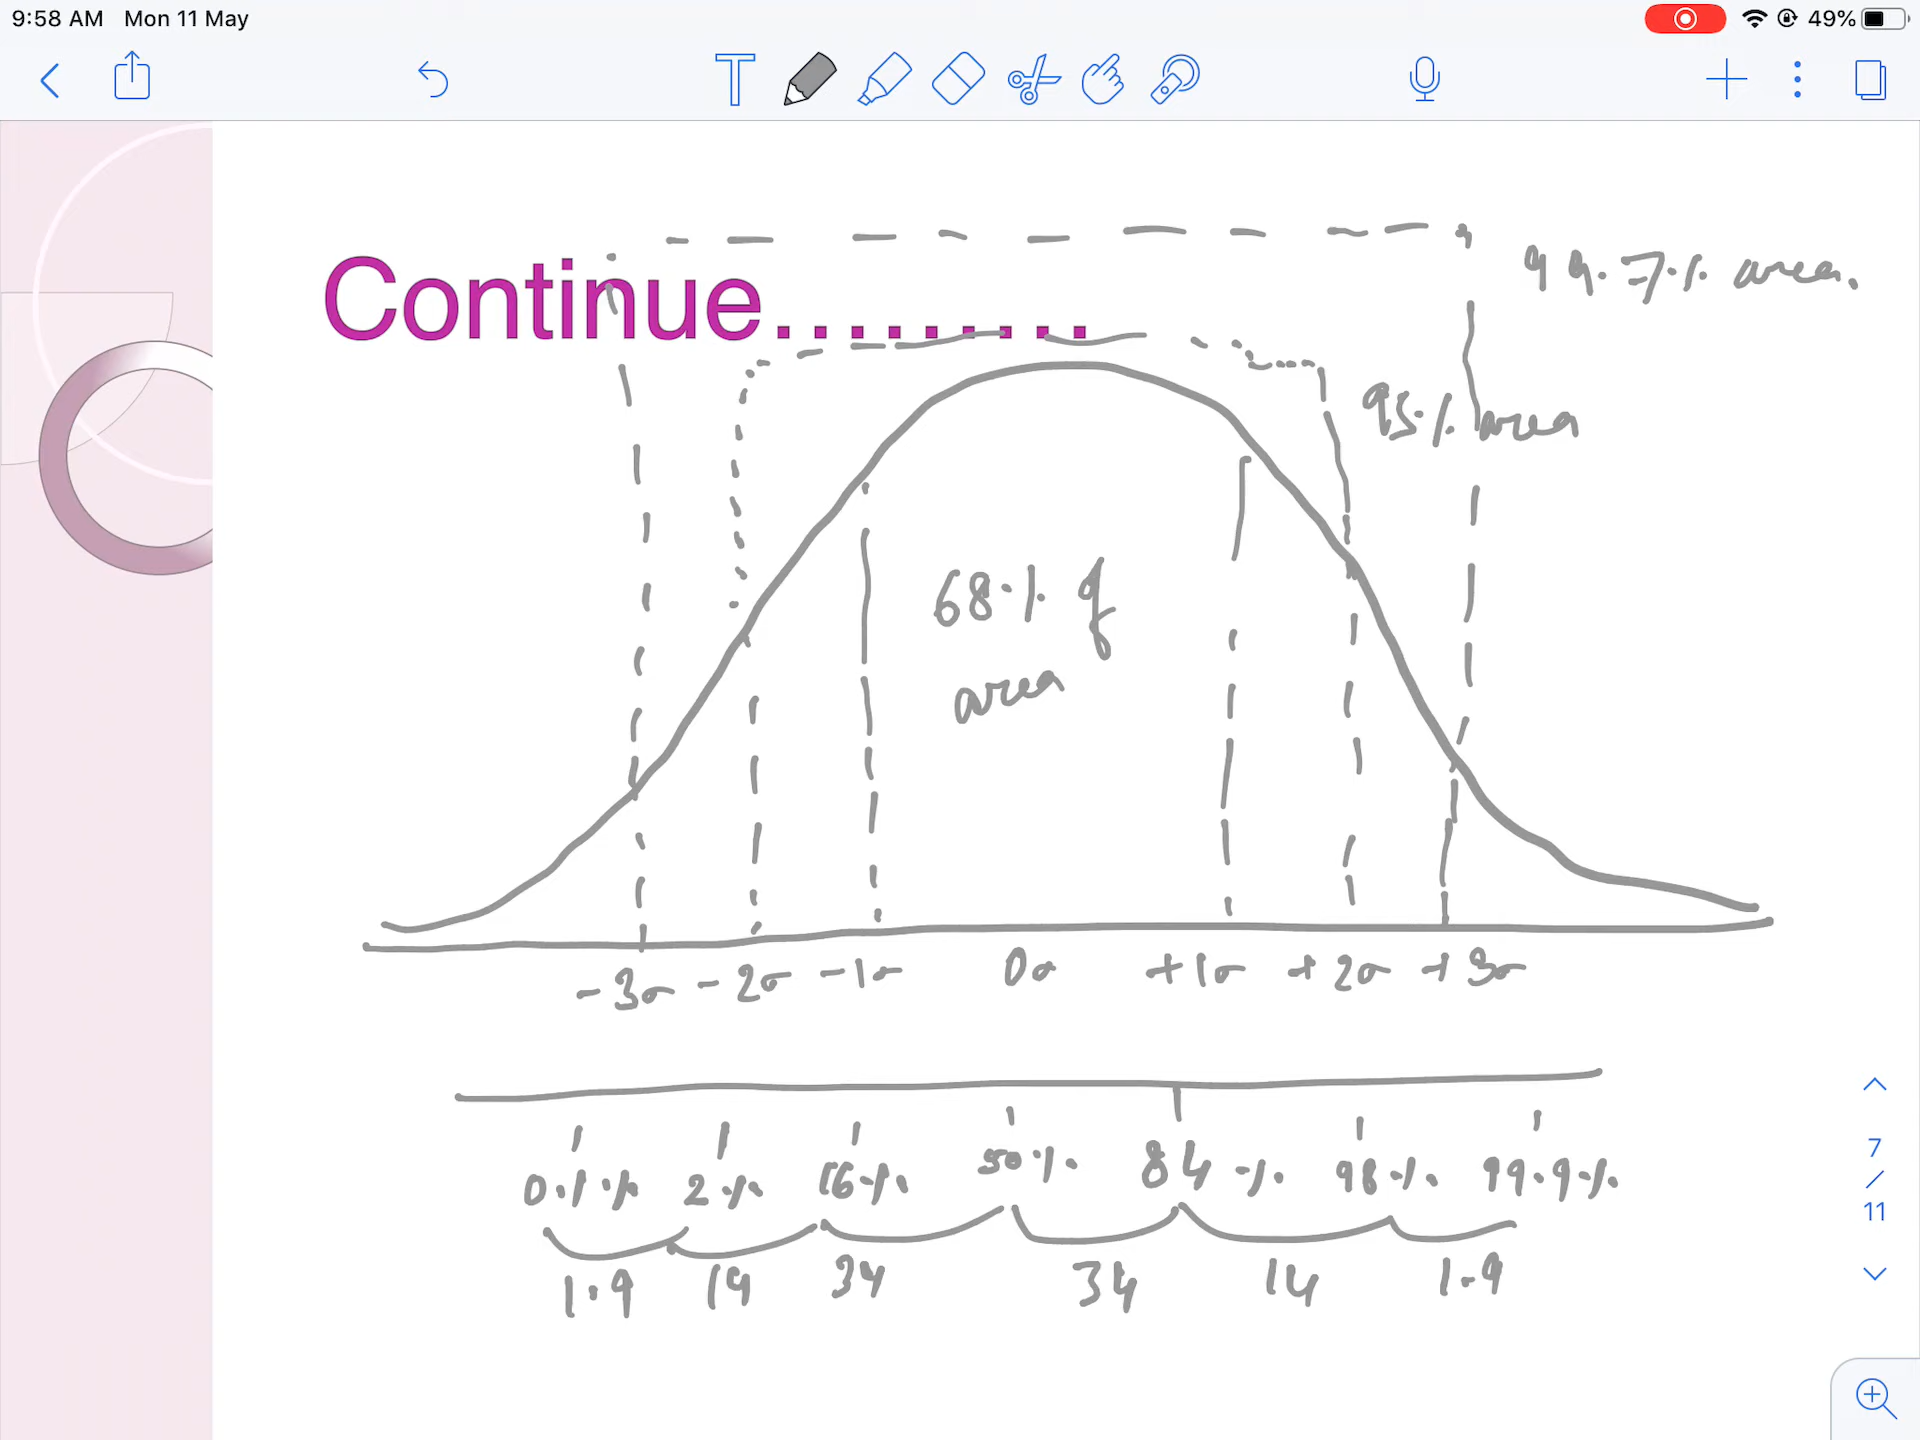 9:58 AM Mon 11 May
49%
Continue..........
99.7% area.
95% area
68% of
area
-3σ -2σ -1σ 0σ +1σ +2σ +3σ
0.1% 2% 16% 50% 84% 98% 99.9%
1.9 14 34 34 14 1.9
7
/
11